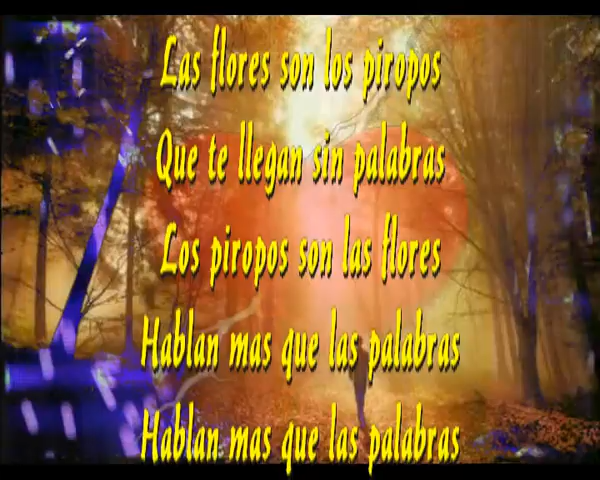 Las flores son los piropos
Que te llegan sin palabras
Los piropos son las flores
Hablan mas que las palabras
Hablan mas que las palabras